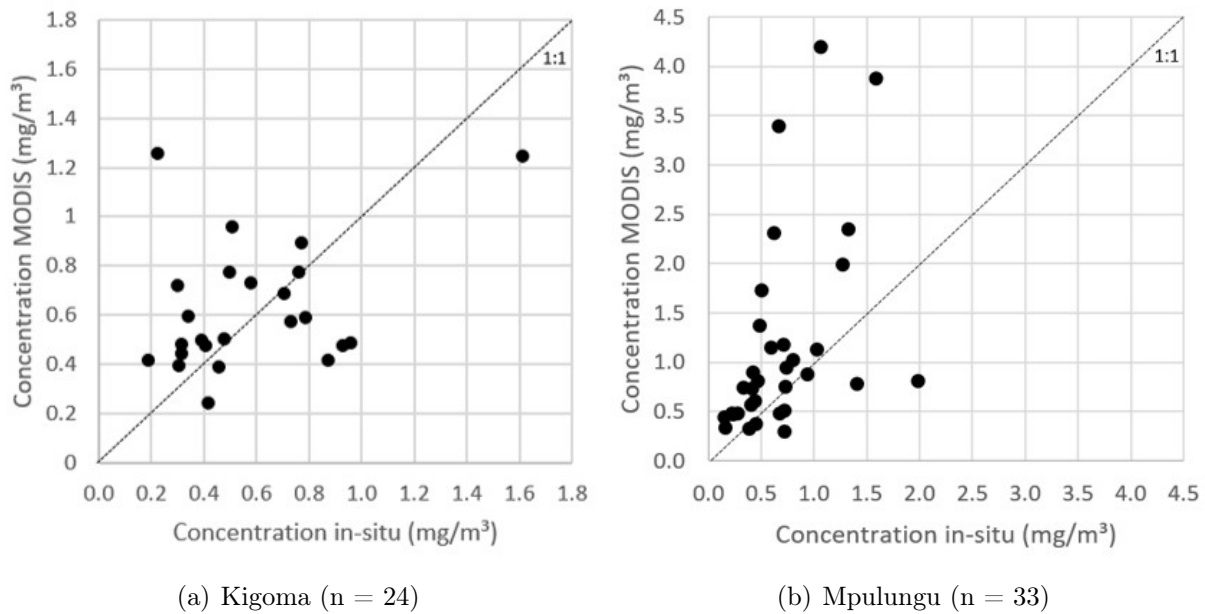 1.8
1.6
1.4
1.2
1
0.8
0.6
0.4
0.2
0
Concentration MODIS (mg/m³)
1:1
0.0 0.2 0.4 0.6 0.8 1.0 1.2 1.4 1.6 1.8
Concentration in-situ (mg/m³)
(a) Kigoma (n = 24)
4.5
4.0
3.5
3.0
2.5
2.0
1.5
1.0
0.5
0.0
Concentration MODIS (mg/m³)
1:1
0.0 0.5 1.0 1.5 2.0 2.5 3.0 3.5 4.0 4.5
Concentration in-situ (mg/m³)
(b) Mpulungu (n = 33)